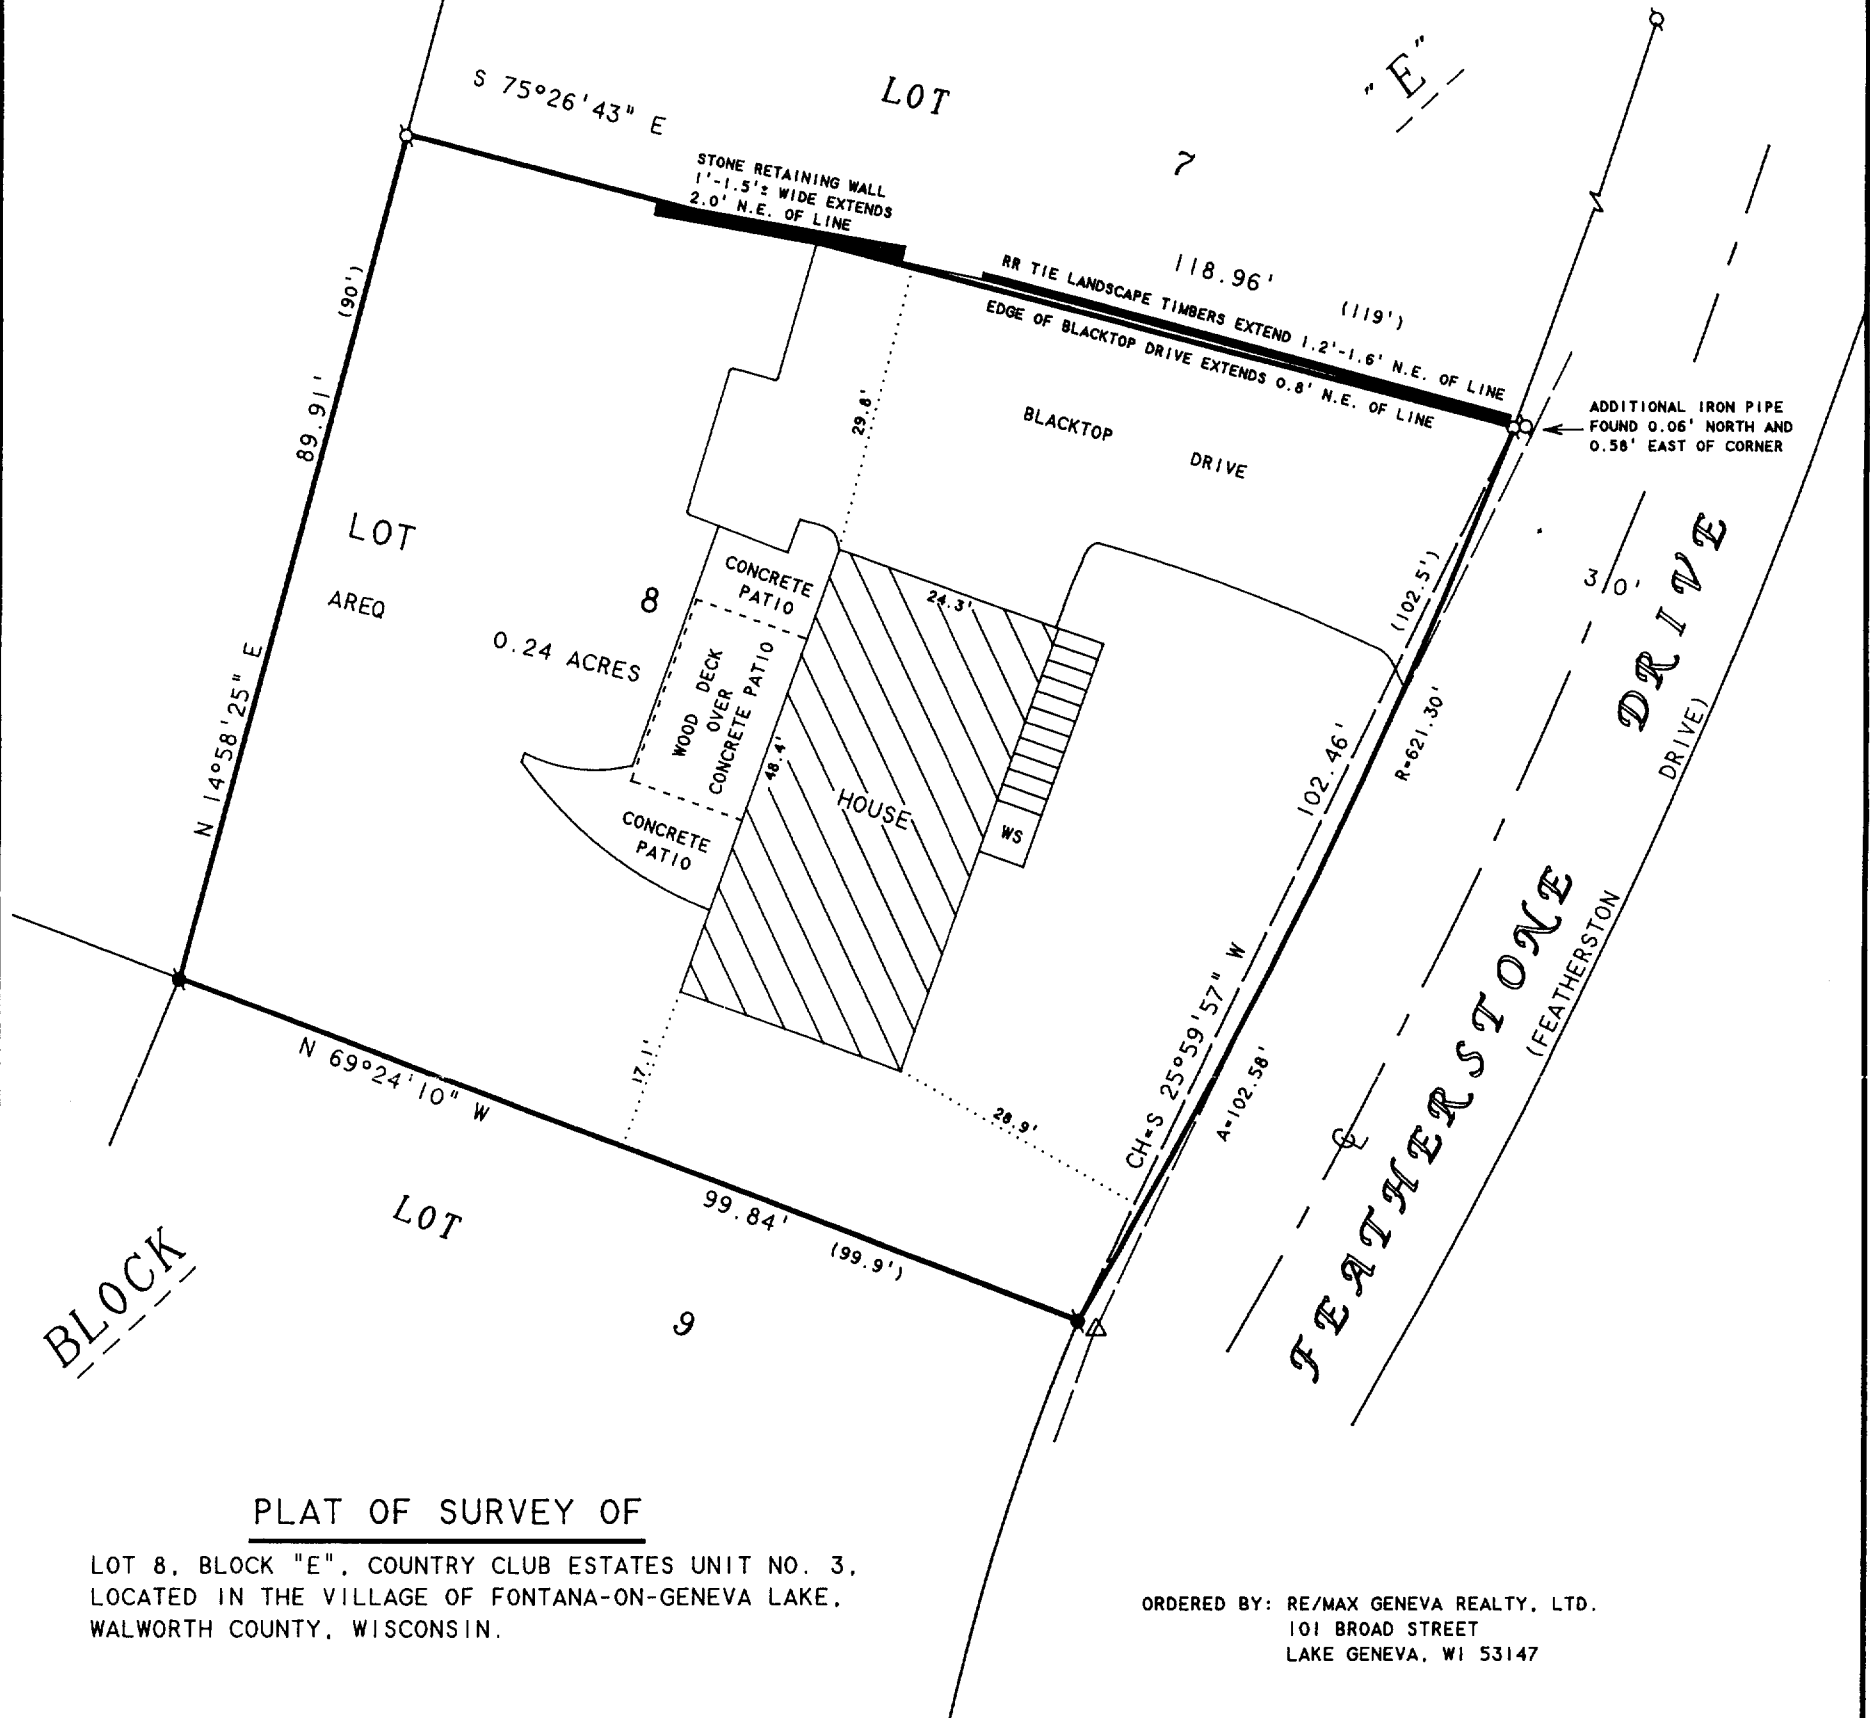 "E"
LOT
7
S 75°26'43" E
STONE RETAINING WALL
1'-1.5'± WIDE EXTENDS
2.0' N.E. OF LINE
118.96'
(119')
RR TIE LANDSCAPE TIMBERS EXTEND 1.2'-1.6' N.E. OF LINE
EDGE OF BLACKTOP DRIVE EXTENDS 0.8' N.E. OF LINE
ADDITIONAL IRON PIPE
FOUND 0.06' NORTH AND
0.58' EAST OF CORNER
(90')
89.91'
N 14°58'25" E
29.8'
BLACKTOP
DRIVE
LOT
8
AREQ
0.24 ACRES
CONCRETE
PATIO
WOOD DECK
OVER
CONCRETE PATIO
CONCRETE
PATIO
24.3'
48.4'
HOUSE
WS
(102.5')
102.46'
R=621.30'
CH=S 25°59'57" W
A=102.58'
30'
FEATHERSTONE DRIVE
(FEATHERSTON DRIVE)
17.1'
28.9'
N 69°24'10" W
99.84'
(99.9')
LOT
9
BLOCK
PLAT OF SURVEY OF
LOT 8, BLOCK "E", COUNTRY CLUB ESTATES UNIT NO. 3,
LOCATED IN THE VILLAGE OF FONTANA-ON-GENEVA LAKE,
WALWORTH COUNTY, WISCONSIN.
ORDERED BY: RE/MAX GENEVA REALTY, LTD.
101 BROAD STREET
LAKE GENEVA, WI 53147